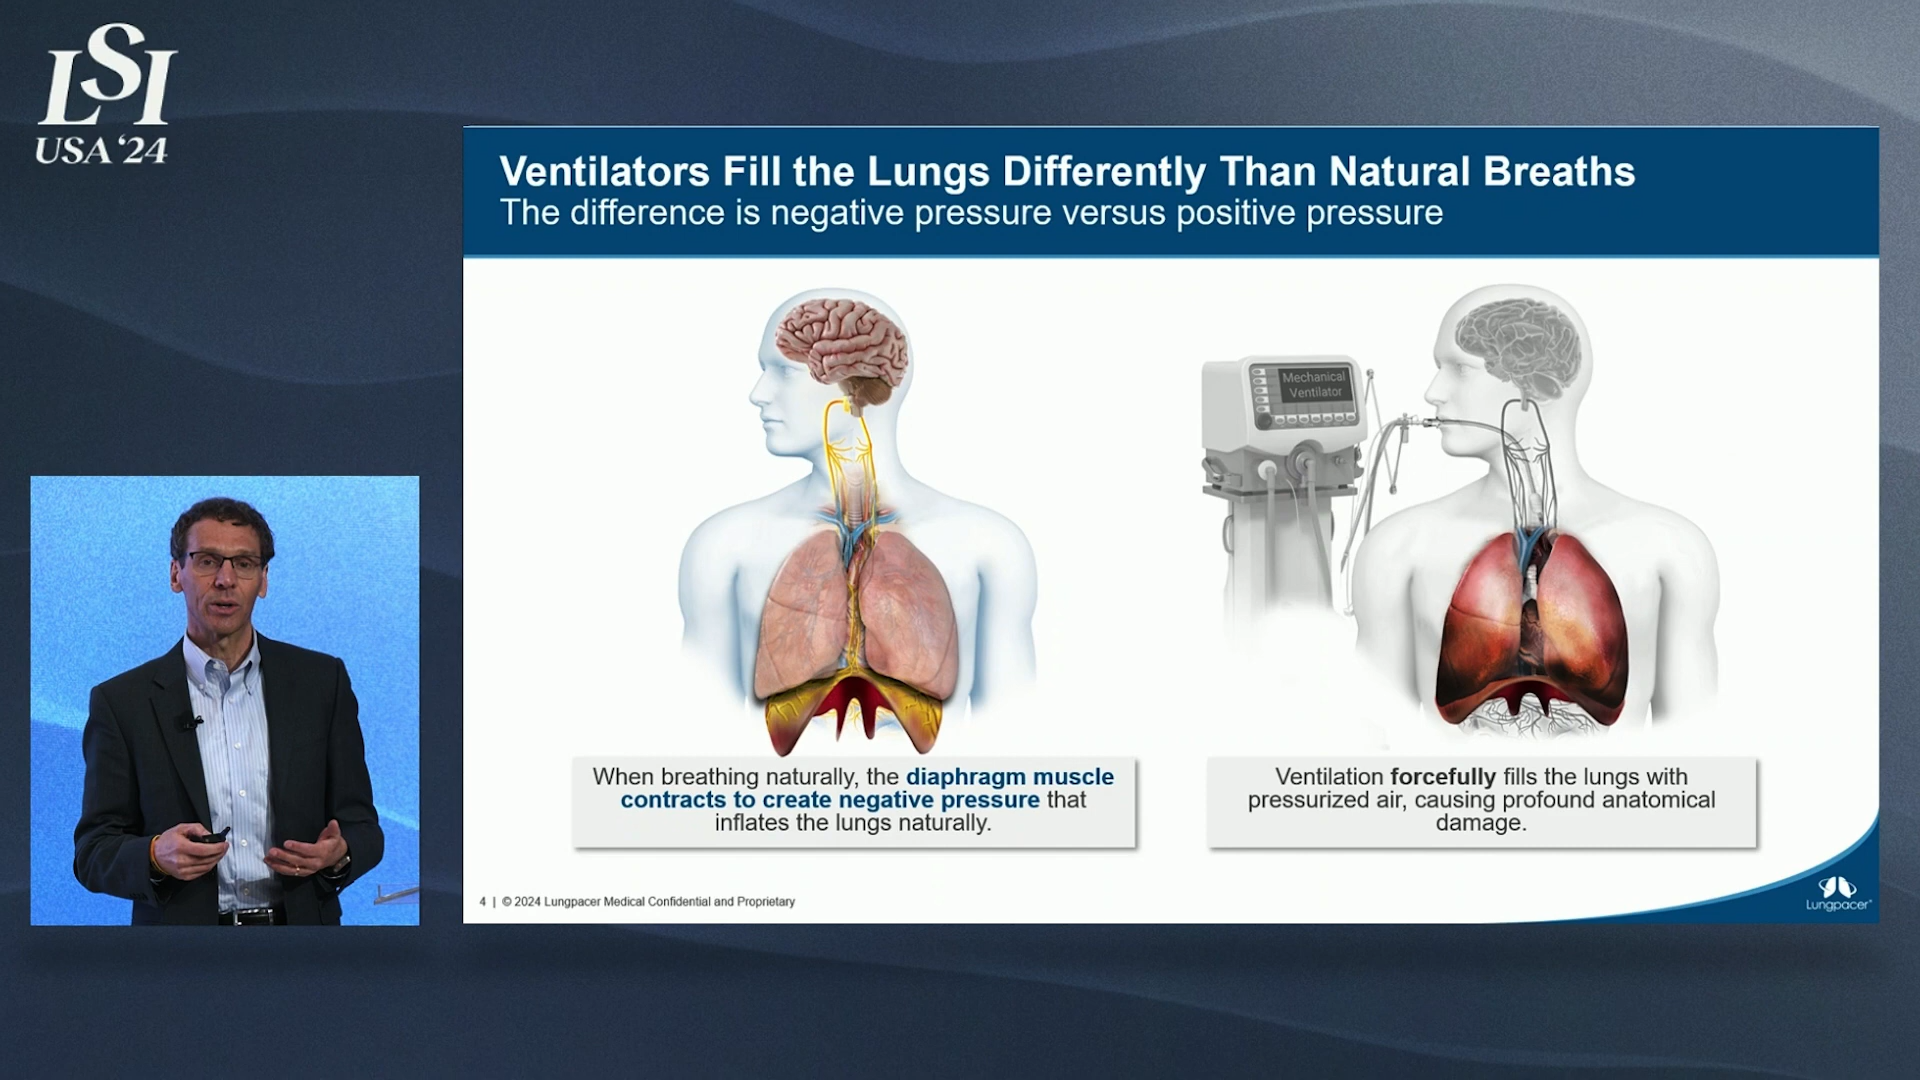 LSI
USA ‘24
Ventilators Fill the Lungs Differently Than Natural Breaths
The difference is negative pressure versus positive pressure
Mechanical
Ventilator
When breathing naturally, the diaphragm muscle
contracts to create negative pressure that
inflates the lungs naturally.
Ventilation forcefully fills the lungs with
pressurized air, causing profound anatomical
damage.
4 | © 2024 Lungpacer Medical Confidential and Proprietary
Lungpacer